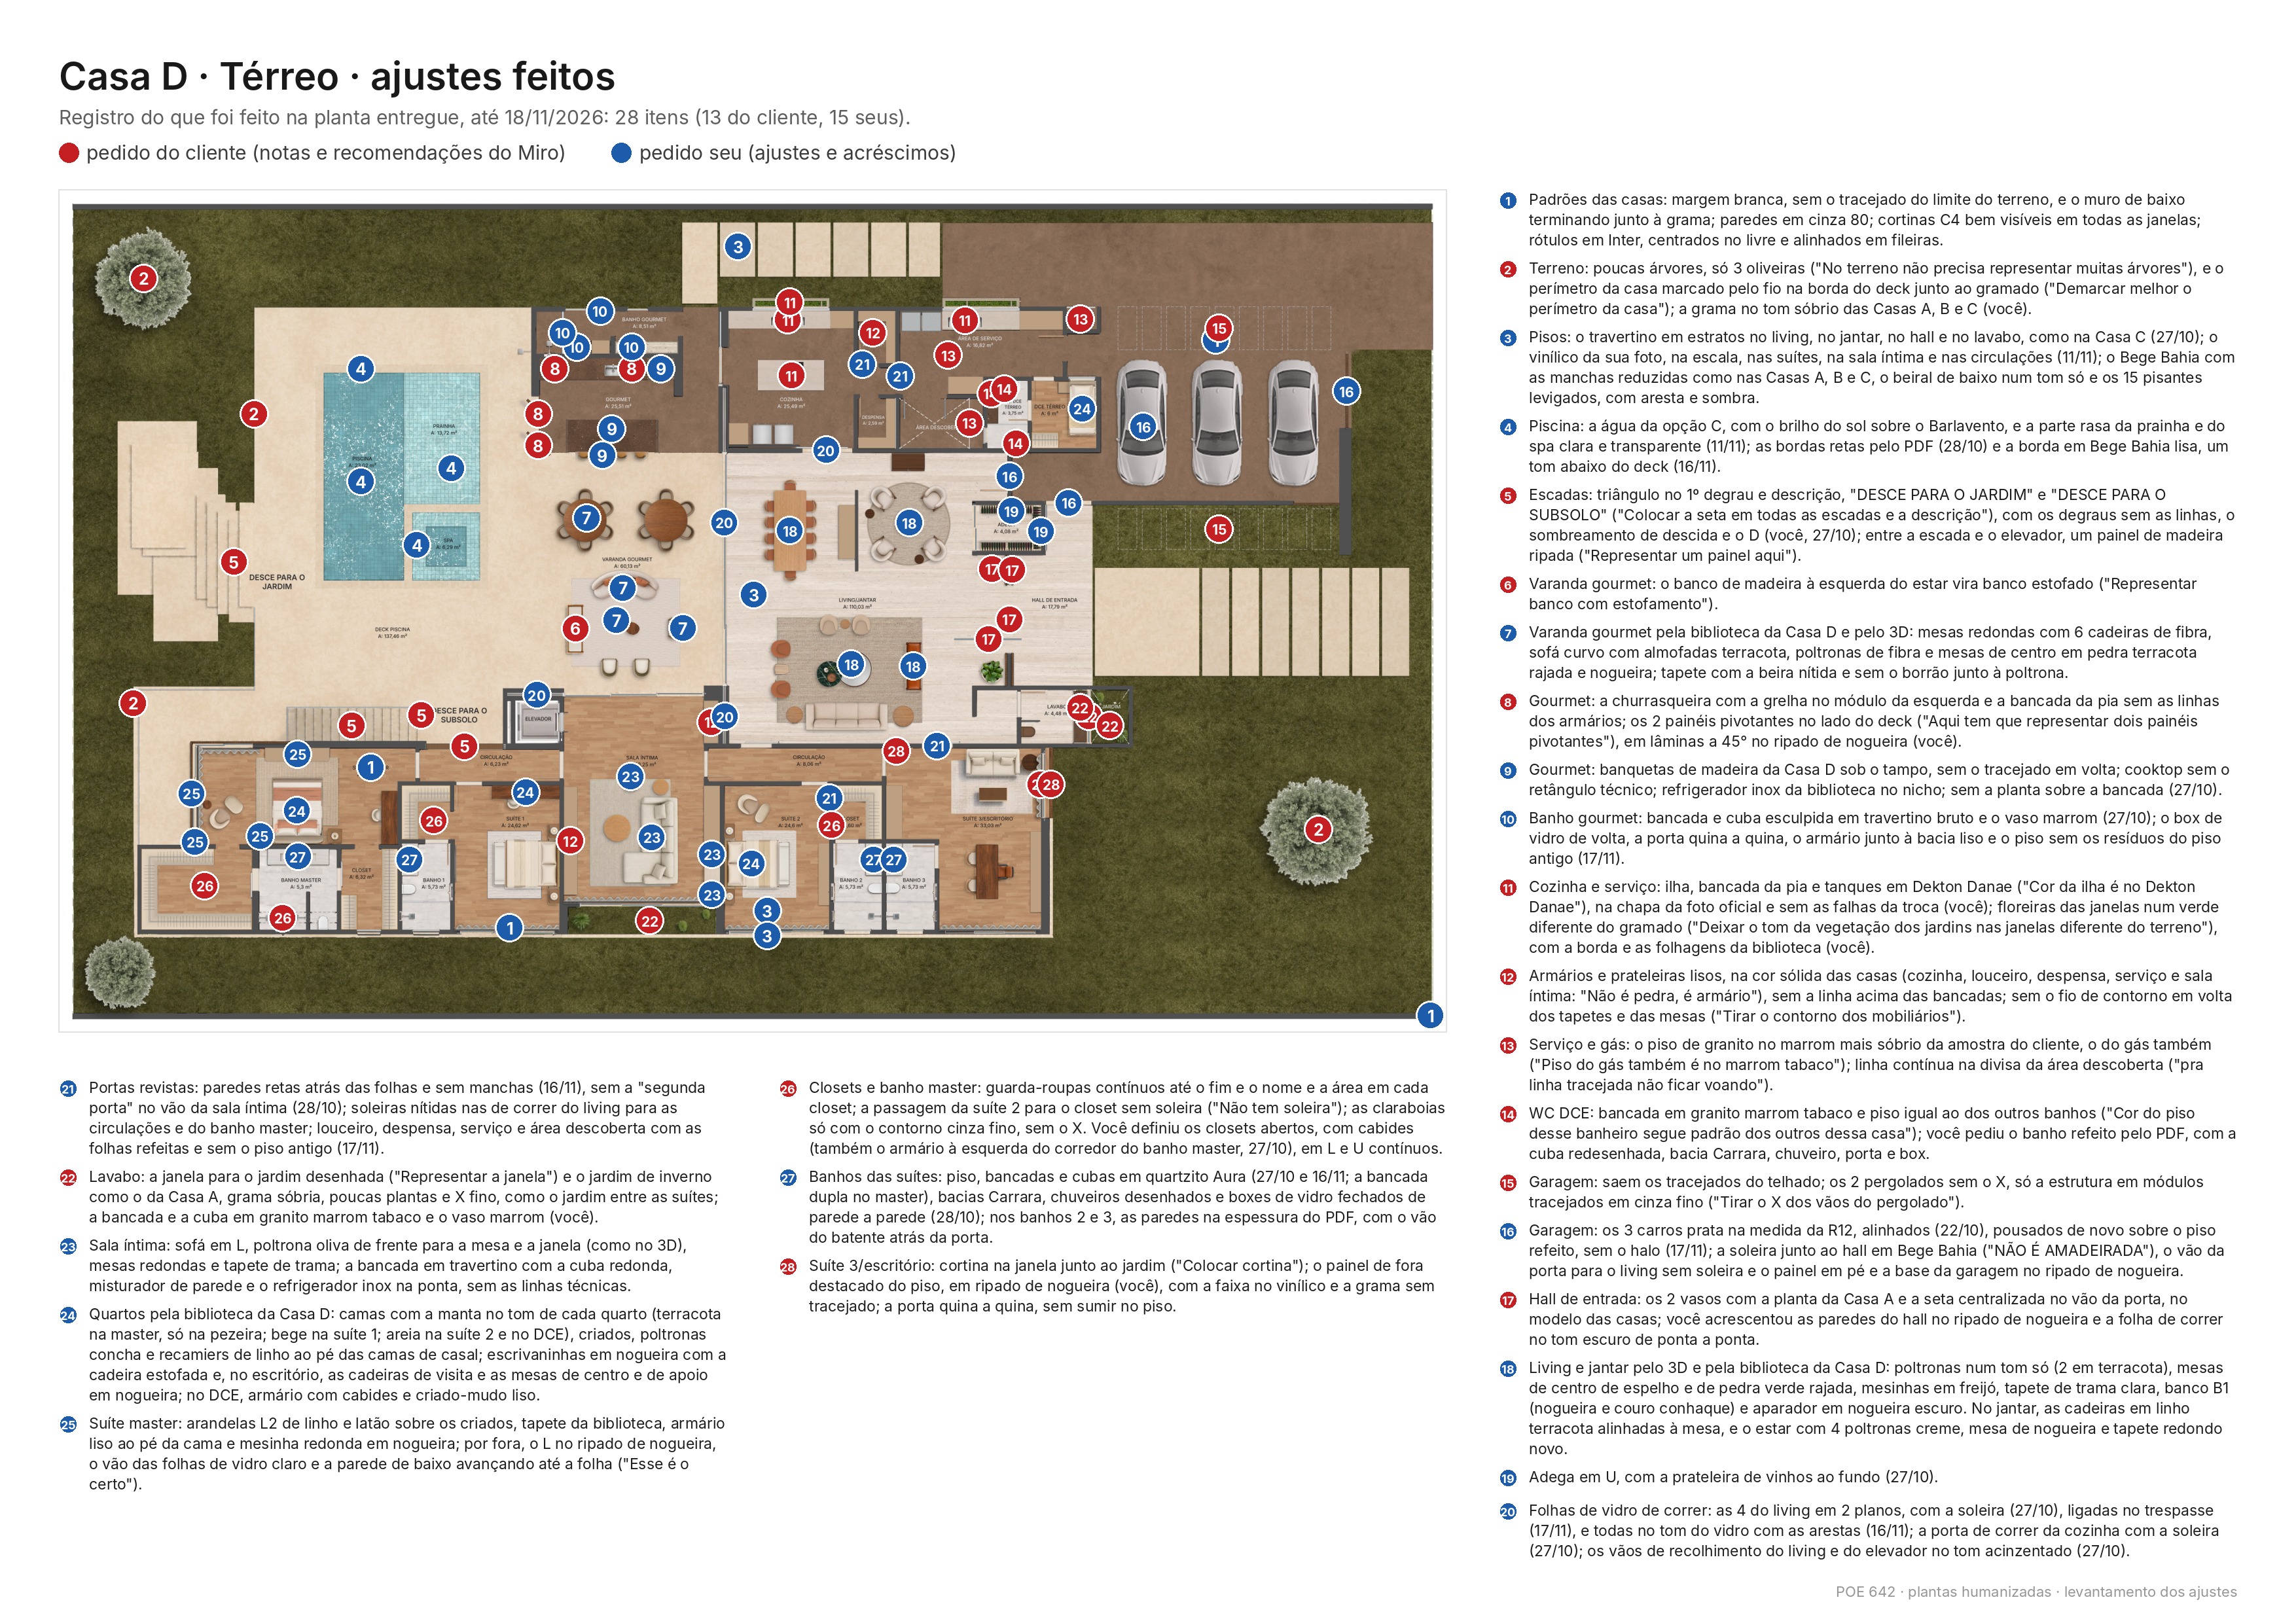 Casa D · Térreo · ajustes feitos
Registro do que foi feito na planta entregue, até 18/11/2026: 28 itens (13 do cliente, 15 seus).
pedido do cliente (notas e recomendações do Miro)
pedido seu (ajustes e acréscimos)
BANHO GOURMET
GOURMET
COZINHA
DESPENSA
PRAINHA
SPA
DESCE PARA O
JARDIM
DECK PISCINA
A: 137,46 m²
VARANDA GOURMET
A: 60,13 m²
LIVING/JANTAR
A: 110,03 m²
HALL DE ENTRADA
A: 17,76 m²
SUBSOLO
ELEVADOR
CIRCULAÇÃO
CIRCULAÇÃO
SUÍTE 1
SUÍTE 2
SUÍTE 3/ESCRITÓRIO
BANHO MASTER
CLOSET
BANHO 1
BANHO 2
BANHO 3
1 Padrões das casas: margem branca, sem o tracejado do limite do terreno, e o muro de baixo
terminando junto à grama; paredes em cinza 80; cortinas C4 bem visíveis em todas as janelas;
rótulos em Inter, centrados no livre e alinhados em fileiras.
2 Terreno: poucas árvores, só 3 oliveiras ("No terreno não precisa representar muitas árvores"), e o
perímetro da casa marcado pelo fio na borda do deck junto ao gramado ("Demarcar melhor o
perímetro da casa"); a grama no tom sóbrio das Casas A, B e C (você).
3 Pisos: o travertino em estratos no living, no jantar, no hall e no lavabo, como na Casa C (27/10); o
vinílico da sua foto, na escala, nas suítes, na sala íntima e nas circulações (11/11); o Bege Bahia com
as manchas reduzidas como nas Casas A, B e C, o beiral de baixo num tom só e os 15 pisantes
levigados, com aresta e sombra.
4 Piscina: a água da opção C, com o brilho do sol sobre o Barlavento, e a parte rasa da prainha e do
spa clara e transparente (11/11); as bordas retas pelo PDF (28/10) e a borda em Bege Bahia lisa, um
tom abaixo do deck (16/11).
5 Escadas: triângulo no 1º degrau e descrição, "DESCE PARA O JARDIM" e "DESCE PARA O
SUBSOLO" ("Colocar a seta em todas as escadas e a descrição"), com os degraus sem as linhas, o
sombreamento de descida e o D (você, 27/10); entre a escada e o elevador, um painel de madeira
ripada ("Representar um painel aqui").
6 Varanda gourmet: o banco de madeira à esquerda do estar vira banco estofado ("Representar
banco com estofamento").
7 Varanda gourmet pela biblioteca da Casa D e pelo 3D: mesas redondas com 6 cadeiras de fibra,
sofá curvo com almofadas terracota, poltronas de fibra e mesas de centro em pedra terracota
rajada e nogueira; tapete com a beira nítida e sem o borrão junto à poltrona.
8 Gourmet: a churrasqueira com a grelha no módulo da esquerda e a bancada da pia sem as linhas
dos armários; os 2 painéis pivotantes no lado do deck ("Aqui tem que representar dois painéis
pivotantes"), em lâminas a 45° no ripado de nogueira (você).
9 Gourmet: banquetas de madeira da Casa D sob o tampo, sem o tracejado em volta; cooktop sem o
retângulo técnico; refrigerador inox da biblioteca no nicho; sem a planta sobre a bancada (27/10).
10 Banho gourmet: bancada e cuba esculpida em travertino bruto e o vaso marrom (27/10); o box de
vidro de volta, a porta quina a quina, o armário junto à bacia liso e o piso sem os resíduos do piso
antigo (17/11).
11 Cozinha e serviço: ilha, bancada da pia e tanques em Dekton Danae ("Cor da ilha é no Dekton
Danae"), na chapa da foto oficial e sem as falhas da troca (você); floreiras das janelas num verde
diferente do gramado ("Deixar o tom da vegetação dos jardins nas janelas diferente do terreno"),
com a borda e as folhagens da biblioteca (você).
12 Armários e prateleiras lisos, na cor sólida das casas (cozinha, louceiro, despensa, serviço e sala
íntima: "Não é pedra, é armário"), sem a linha acima das bancadas; sem o fio de contorno em volta
dos tapetes e das mesas ("Tirar o contorno dos mobiliários").
13 Serviço e gás: o piso de granito no marrom mais sóbrio da amostra do cliente, o do gás também
("Piso do gás também é no marrom tabaco"); linha contínua na divisa da área descoberta ("pra
linha tracejada não ficar voando").
14 WC DCE: bancada em granito marrom tabaco e piso igual ao dos outros banhos ("Cor do piso
desse banheiro segue padrão dos outros dessa casa"); você pediu o banho refeito pelo PDF, com a
cuba redesenhada, bacia Carrara, chuveiro, porta e box.
15 Garagem: saem os tracejados do telhado; os 2 pergolados sem o X, só a estrutura em módulos
tracejados em cinza fino ("Tirar o X dos vãos do pergolado").
16 Garagem: os 3 carros prata na medida da R12, alinhados (22/10), pousados de novo sobre o piso
refeito, sem o halo (17/11); a soleira junto ao hall em Bege Bahia ("NÃO É AMADEIRADA"), o vão da
porta para o living sem soleira e o painel em pé e a base da garagem no ripado de nogueira.
17 Hall de entrada: os 2 vasos com a planta da Casa A e a seta centralizada no vão da porta, no
modelo das casas; você acrescentou as paredes do hall no ripado de nogueira e a folha de correr
no tom escuro de ponta a ponta.
18 Living e jantar pelo 3D e pela biblioteca da Casa D: poltronas num tom só (2 em terracota), mesas
de centro de espelho e de pedra verde rajada, mesinhas em freijó, tapete de trama clara, banco B1
(nogueira e couro conhaque) e aparador em nogueira escuro. No jantar, as cadeiras em linho
terracota alinhadas à mesa, e o estar com 4 poltronas creme, mesa de nogueira e tapete redondo
novo.
19 Adega em U, com a prateleira de vinhos ao fundo (27/10).
20 Folhas de vidro de correr: as 4 do living em 2 planos, com a soleira (27/10), ligadas no trespasse
(17/11), e todas no tom do vidro com as arestas (16/11); a porta de correr da cozinha com a soleira
(27/10); os vãos de recolhimento do living e do elevador no tom acinzentado (27/10).
21 Portas revistas: paredes retas atrás das folhas e sem manchas (16/11), sem a "segunda
porta" no vão da sala íntima (28/10); soleiras nítidas nas de correr do living para as
circulações e do banho master; louceiro, despensa, serviço e área descoberta com as
folhas refeitas e sem o piso antigo (17/11).
22 Lavabo: a janela para o jardim desenhada ("Representar a janela") e o jardim de inverno
como o da Casa A, grama sóbria, poucas plantas e X fino, como o jardim entre as suítes;
a bancada e a cuba em granito marrom tabaco e o vaso marrom (você).
23 Sala íntima: sofá em L, poltrona oliva de frente para a mesa e a janela (como no 3D),
mesas redondas e tapete de trama; a bancada em travertino com a cuba redonda,
misturador de parede e o refrigerador inox na ponta, sem as linhas técnicas.
24 Quartos pela biblioteca da Casa D: camas com a manta no tom de cada quarto (terracota
na master, só na pezeira; bege na suíte 1; areia na suíte 2 e no DCE), criados, poltronas
concha e recamiers de linho ao pé das camas de casal; escrivaninhas em nogueira com a
cadeira estofada e, no escritório, as cadeiras de visita e as mesas de centro e de apoio
em nogueira; no DCE, armário com cabides e criado-mudo liso.
25 Suíte master: arandelas L2 de linho e latão sobre os criados, tapete da biblioteca, armário
liso ao pé da cama e mesinha redonda em nogueira; por fora, o L no ripado de nogueira,
o vão das folhas de vidro claro e a parede de baixo avançando até a folha ("Esse é o
certo").
26 Closets e banho master: guarda-roupas contínuos até o fim e o nome e a área em cada
closet; a passagem da suíte 2 para o closet sem soleira ("Não tem soleira"); as claraboias
só com o contorno cinza fino, sem o X. Você definiu os closets abertos, com cabides
(também o armário à esquerda do corredor do banho master, 27/10), em L e U contínuos.
27 Banhos das suítes: piso, bancadas e cubas em quartzito Aura (27/10 e 16/11; a bancada
dupla no master), bacias Carrara, chuveiros desenhados e boxes de vidro fechados de
parede a parede (28/10); nos banhos 2 e 3, as paredes na espessura do PDF, com o vão
do batente atrás da porta.
28 Suíte 3/escritório: cortina na janela junto ao jardim ("Colocar cortina"); o painel de fora
destacado do piso, em ripado de nogueira (você), com a faixa no vinílico e a grama sem
tracejado; a porta quina a quina, sem sumir no piso.
POE 642 · plantas humanizadas · levantamento dos ajustes